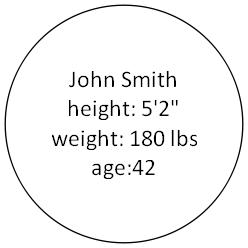 John Smith
height: 5'2"
weight: 180 lbs
age:42